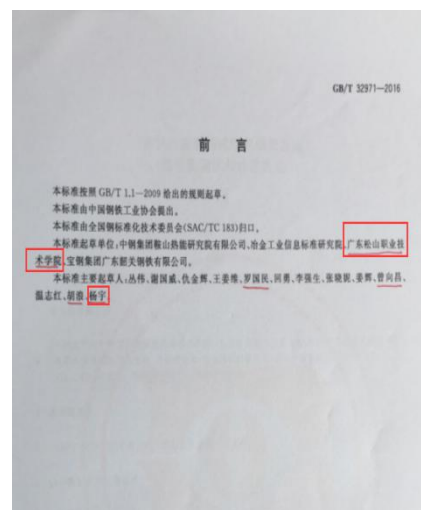 GB/T 32971—2016
前 言
本标准按照 GB/T 1.1—2009 给出的规则起草。
本标准由中国钢铁工业协会提出。
本标准由全国钢标准化技术委员会(SAC/TC 183)归口。
本标准起草单位:中钢集团鞍山热能研究院有限公司、冶金工业信息标准研究院、广东松山职业技
术学院、宝钢集团广东韶关钢铁有限公司。
本标准主要起草人:丛伟、谢国威、仇金辉、王姜维、罗国民、回勇、李强生、张晓妮、姜辉、曾向昌、
温志红、胡浪、杨宇。